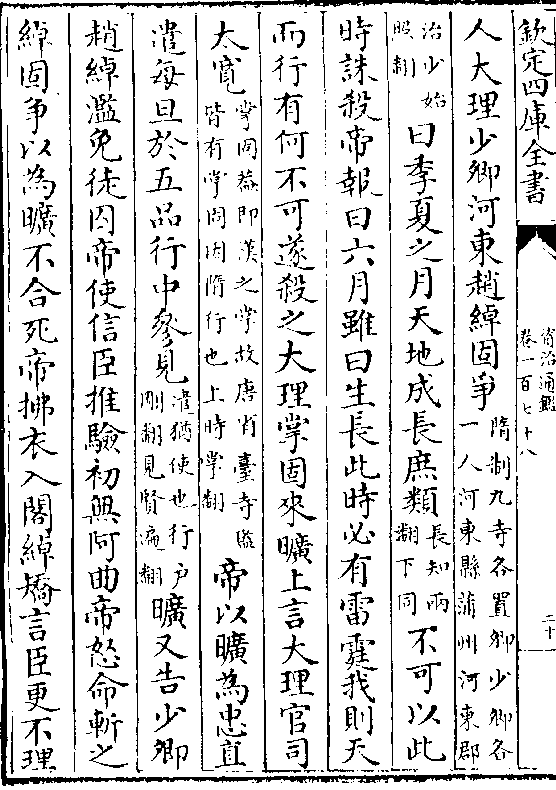 欽定四庫全書
資治通鑑
卷一百七十八
二十
人大理少卿河東趙綽固爭隋制九寺各置卿少卿各
一人河東縣蒲州河東郡
治少始
照翻曰季夏之月天地成長庶類長知兩
翻下同不可以此
時誅殺帝報曰六月雖曰生長此時必有雷霆我則天
而行有何不可遂殺之大理掌固來曠上言大理官司
太寛掌固蓋即漢之掌故唐省臺寺監
皆有掌固因隋行也上時掌翻帝以曠為忠直
遣每旦於五品行中參見遣猶使也行户
剛翻見賢遍翻曠又告少卿
趙綽濫免徒囚帝使信臣推驗初無阿曲帝怒命斬之
綽固争以為曠不合死帝拂衣入閤綽矯言臣更不理